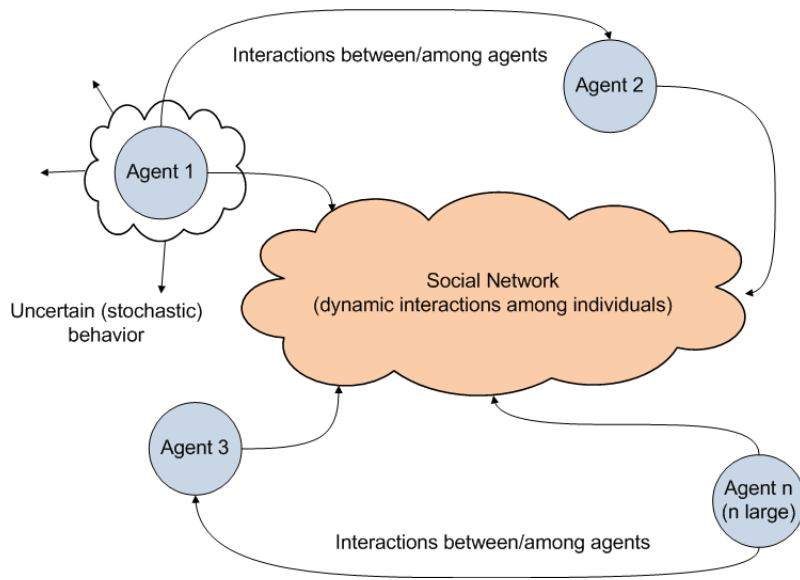 Interactions between/among agents
Agent 2
Agent 1
Social Network
(dynamic interactions among individuals)
Uncertain (stochastic)
behavior
Agent 3
Agent n
(n large)
Interactions between/among agents